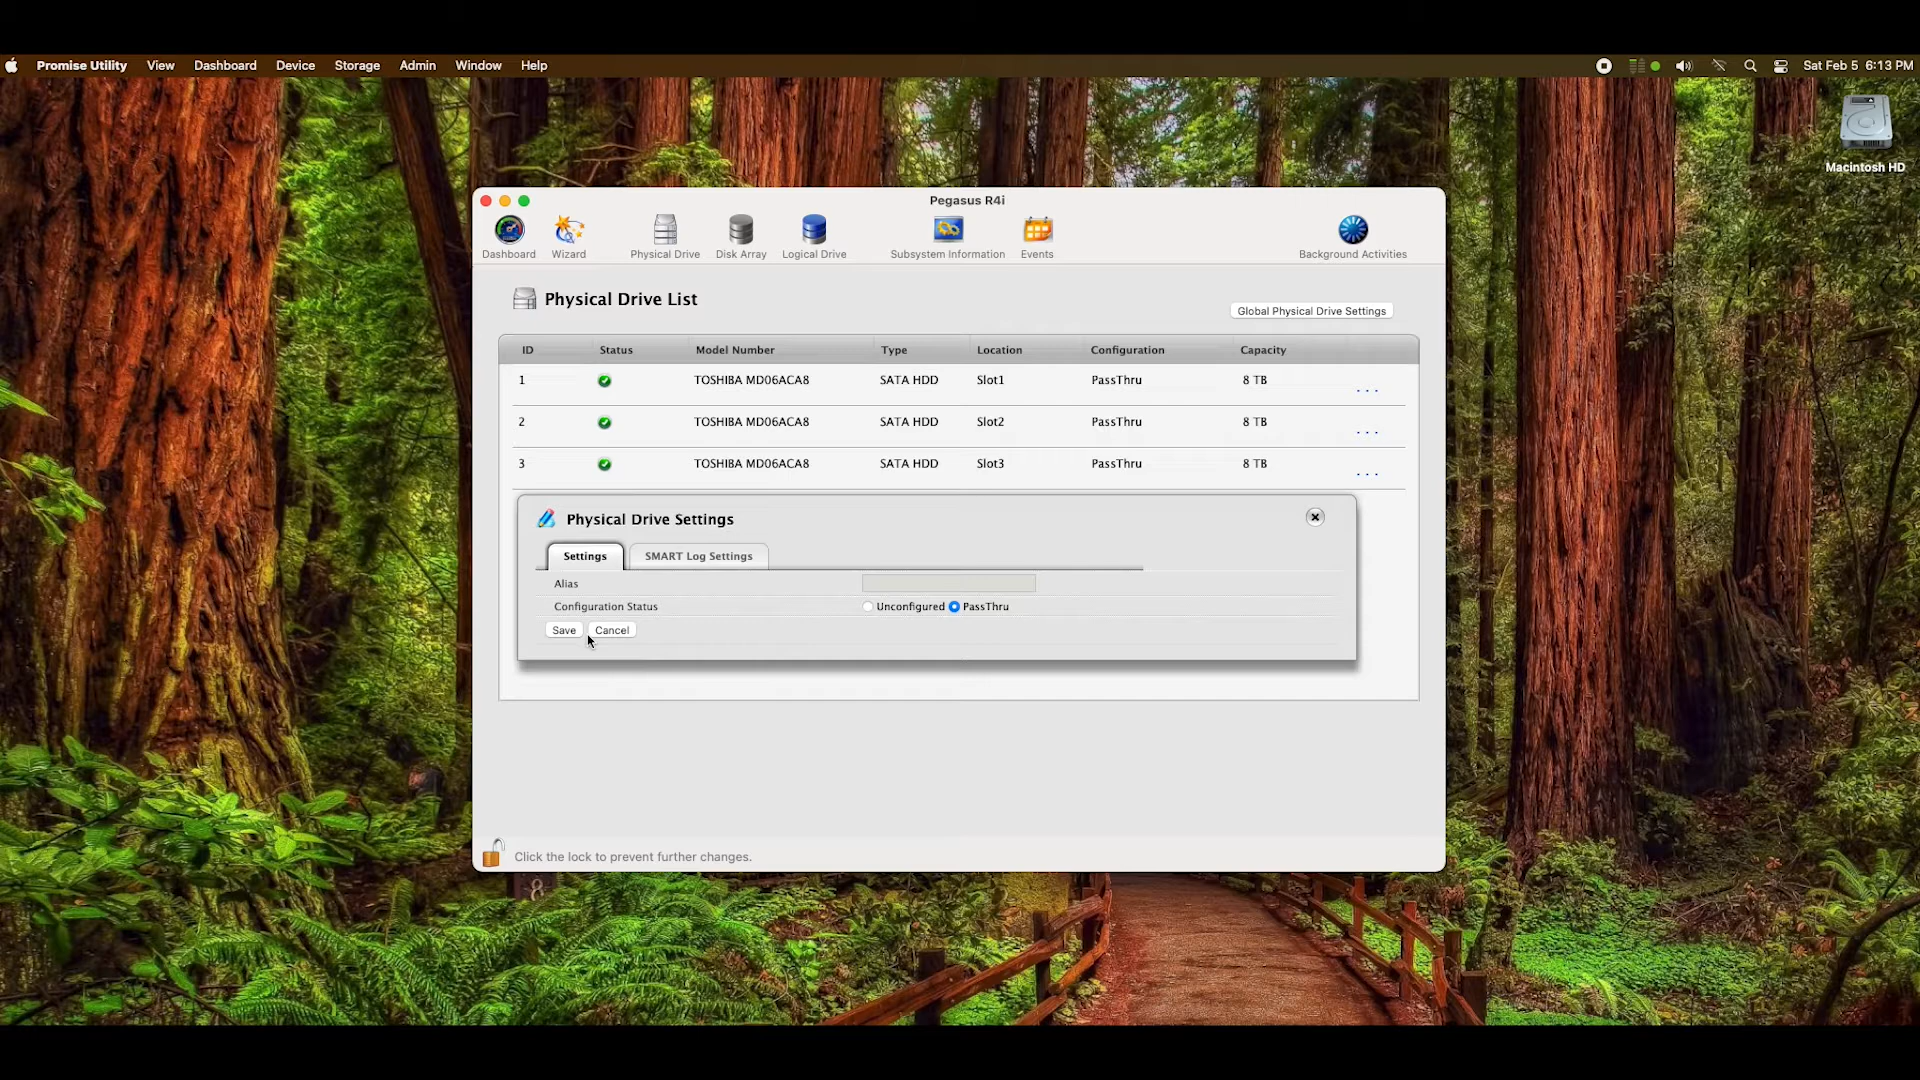 Promise Utility View Dashboard Device Storage Admin Window Help Sat Feb 5 6:13 PM
Macintosh HD
Pegasus R4i
Dashboard Wizard Physical Drive Disk Array Logical Drive Subsystem Information Events Background Activities
Physical Drive List
Global Physical Drive Settings
ID Status Model Number Type Location Configuration Capacity
1 TOSHIBA MD06ACA8 SATA HDD Slot1 PassThru 8 TB ...
2 TOSHIBA MD06ACA8 SATA HDD Slot2 PassThru 8 TB ...
3 TOSHIBA MD06ACA8 SATA HDD Slot3 PassThru 8 TB ...
Physical Drive Settings
Settings SMART Log Settings
Alias
Configuration Status Unconfigured PassThru
Save Cancel
Click the lock to prevent further changes.
8